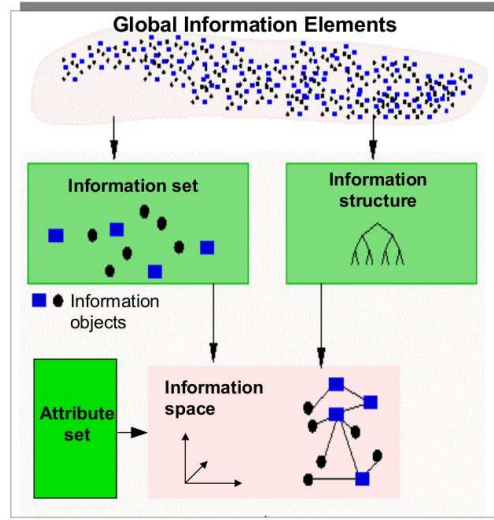 Global Information Elements
Information set
Information
structure
Information
objects
Attribute
set
Information
space